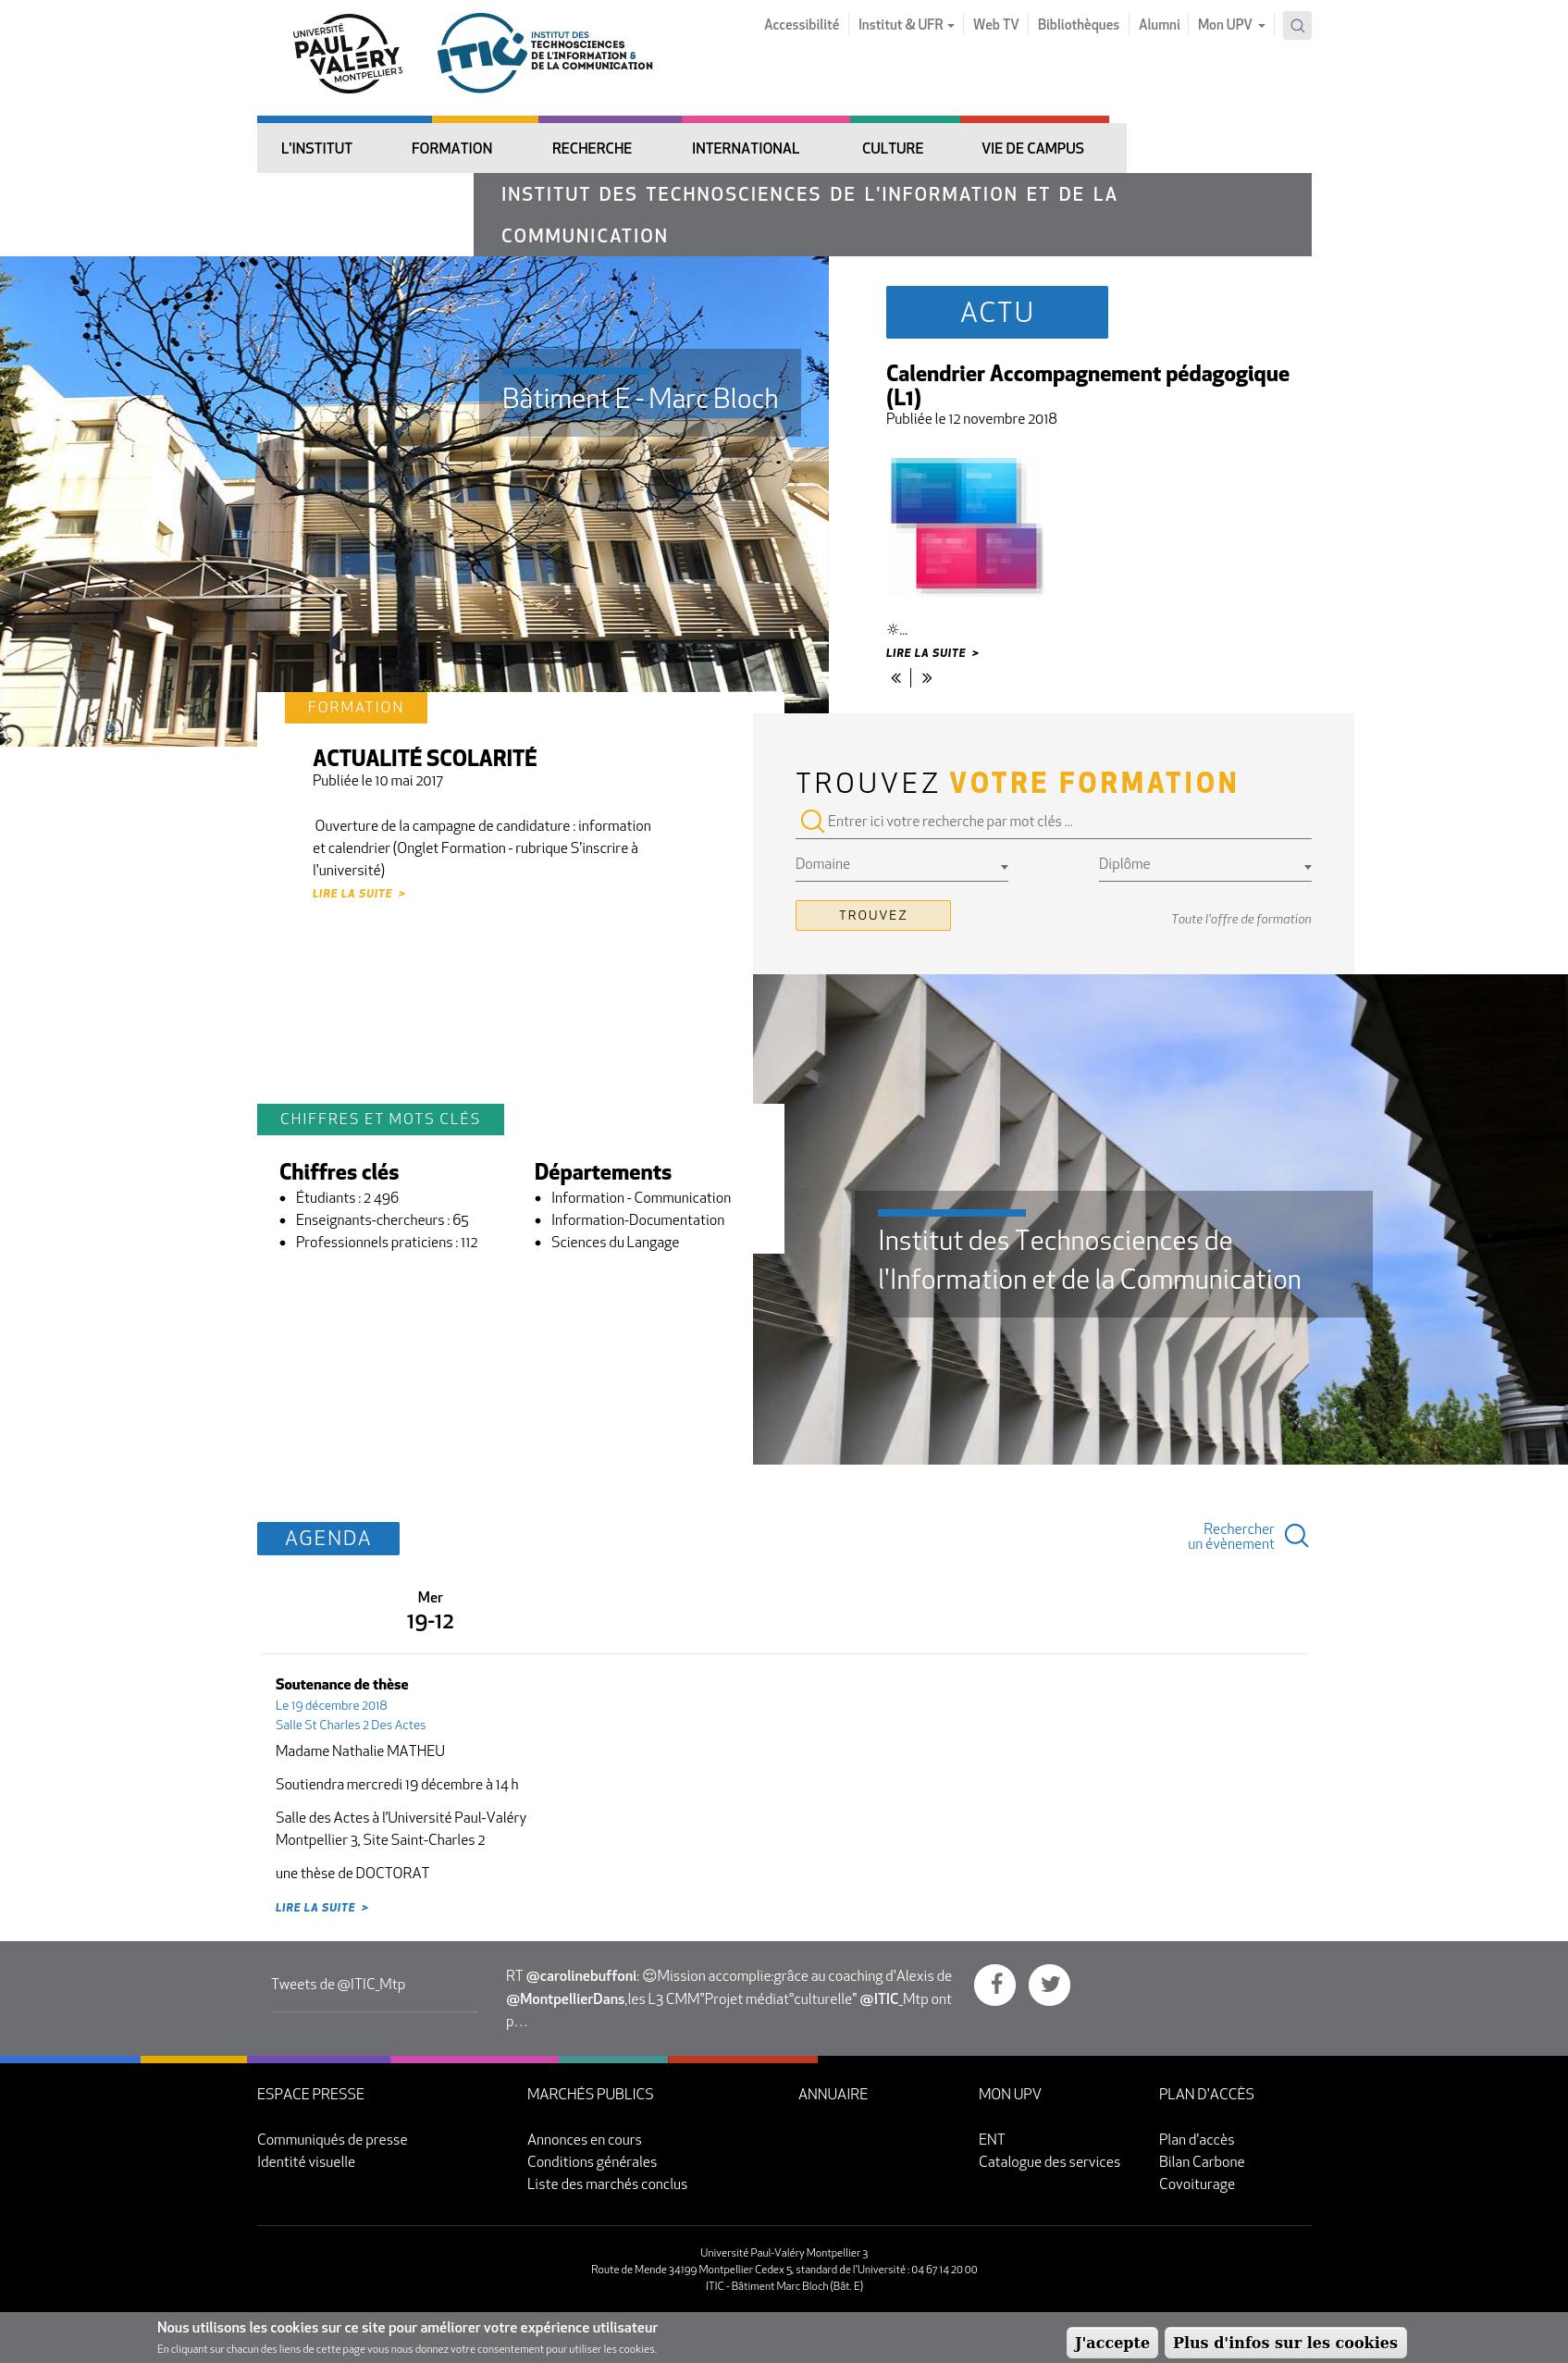 UNIVERSITÉ
PAUL
VALÉRY
MONTPELLIER 3
ITIC
INSTITUT DES
TECHNOSCIENCES
DE L'INFORMATION &
DE LA COMMUNICATION
Accessibilité
Institut & UFR
Web TV
Bibliothèques
Alumni
Mon UPV
L'INSTITUT
FORMATION
RECHERCHE
INTERNATIONAL
CULTURE
VIE DE CAMPUS
INSTITUT DES TECHNOSCIENCES DE L'INFORMATION ET DE LA
COMMUNICATION
Bâtiment E - Marc Bloch
ACTU
Calendrier Accompagnement pédagogique
(L1)
Publiée le 12 novembre 2018
☼...
LIRE LA SUITE >
« | »
FORMATION
ACTUALITÉ SCOLARITÉ
Publiée le 10 mai 2017
Ouverture de la campagne de candidature : information
et calendrier (Onglet Formation - rubrique S'inscrire à
l'université)
LIRE LA SUITE >
TROUVEZ VOTRE FORMATION
Entrer ici votre recherche par mot clés ...
Domaine
Diplôme
TROUVEZ
Toute l'offre de formation
CHIFFRES ET MOTS CLÉS
Chiffres clés
• Étudiants : 2 496
• Enseignants-chercheurs : 65
• Professionnels praticiens : 112
Départements
• Information - Communication
• Information-Documentation
• Sciences du Langage
Institut des Technosciences de
l'Information et de la Communication
AGENDA
Rechercher
un évènement
Mer
19-12
Soutenance de thèse
Le 19 décembre 2018
Salle St Charles 2 Des Actes
Madame Nathalie MATHEU
Soutiendra mercredi 19 décembre à 14 h
Salle des Actes à l'Université Paul-Valéry
Montpellier 3, Site Saint-Charles 2
une thèse de DOCTORAT
LIRE LA SUITE >
Tweets de @ITIC_Mtp
RT @carolinebuffoni: 😌Mission accomplie:grâce au coaching d'Alexis de
@MontpellierDans,les L3 CMM"Projet médiat°culturelle" @ITIC_Mtp ont
p…
ESPACE PRESSE
Communiqués de presse
Identité visuelle
MARCHÉS PUBLICS
Annonces en cours
Conditions générales
Liste des marchés conclus
ANNUAIRE
MON UPV
ENT
Catalogue des services
PLAN D'ACCÈS
Plan d'accès
Bilan Carbone
Covoiturage
Université Paul-Valéry Montpellier 3
Route de Mende 34199 Montpellier Cedex 5, standard de l'Université : 04 67 14 20 00
ITIC - Bâtiment Marc Bloch (Bât. E)
Nous utilisons les cookies sur ce site pour améliorer votre expérience utilisateur
En cliquant sur chacun des liens de cette page vous nous donnez votre consentement pour utiliser les cookies.
J'accepte
Plus d'infos sur les cookies